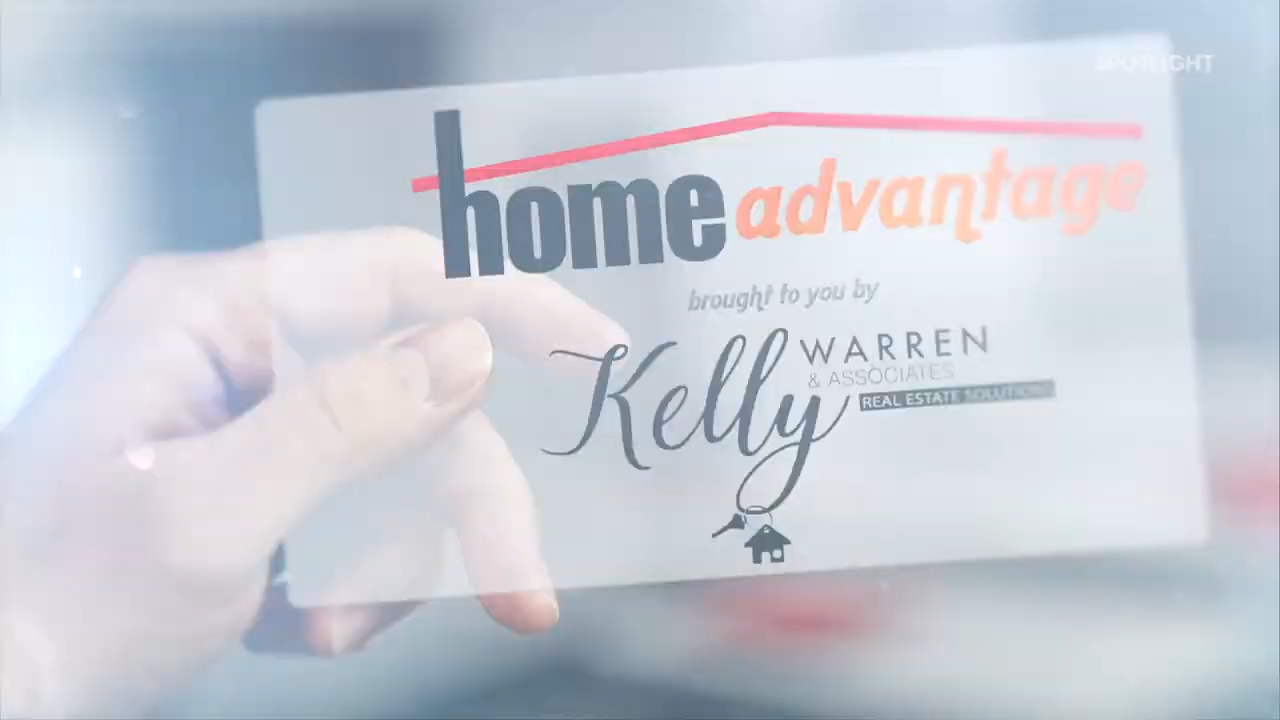 SPOTLIGHT
home advantage
brought to you by
Kelly WARREN
& ASSOCIATES
REAL ESTATE SOLUTIONS